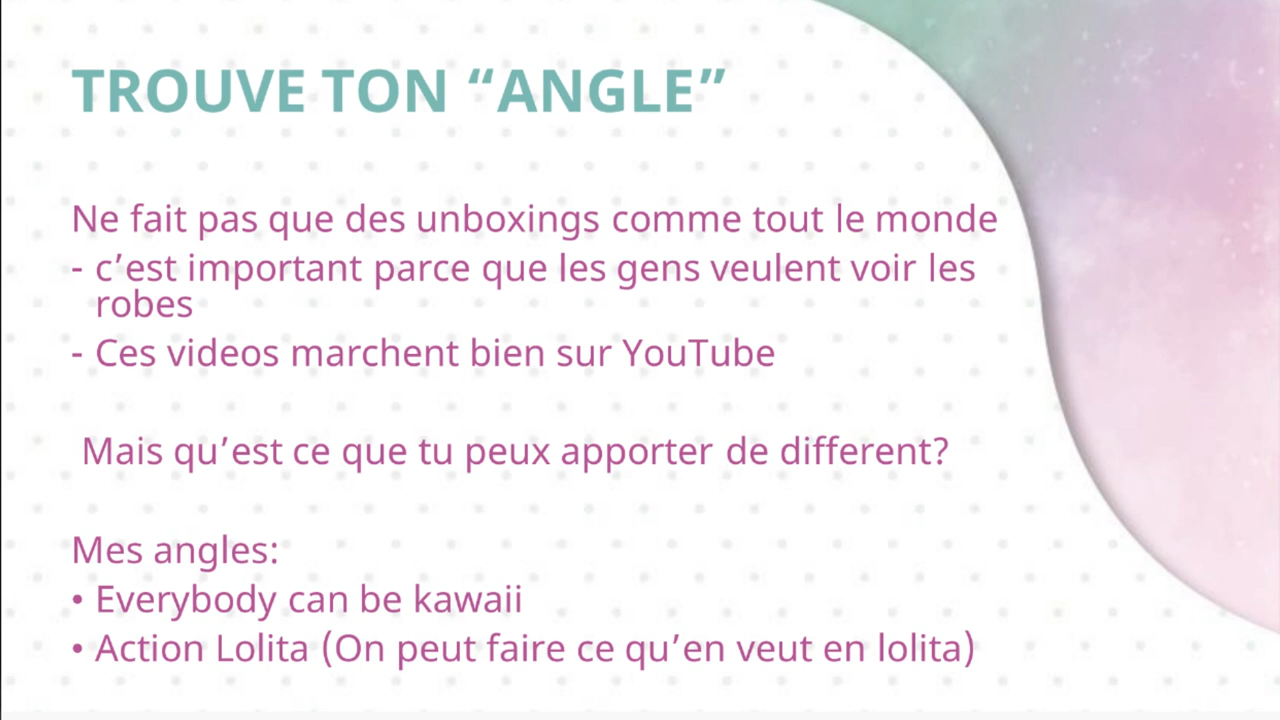 TROUVE TON “ANGLE”
Ne fait pas que des unboxings comme tout le monde
- c’est important parce que les gens veulent voir les
robes
- Ces videos marchent bien sur YouTube
Mais qu’est ce que tu peux apporter de different?
Mes angles:
• Everybody can be kawaii
• Action Lolita (On peut faire ce qu’en veut en lolita)